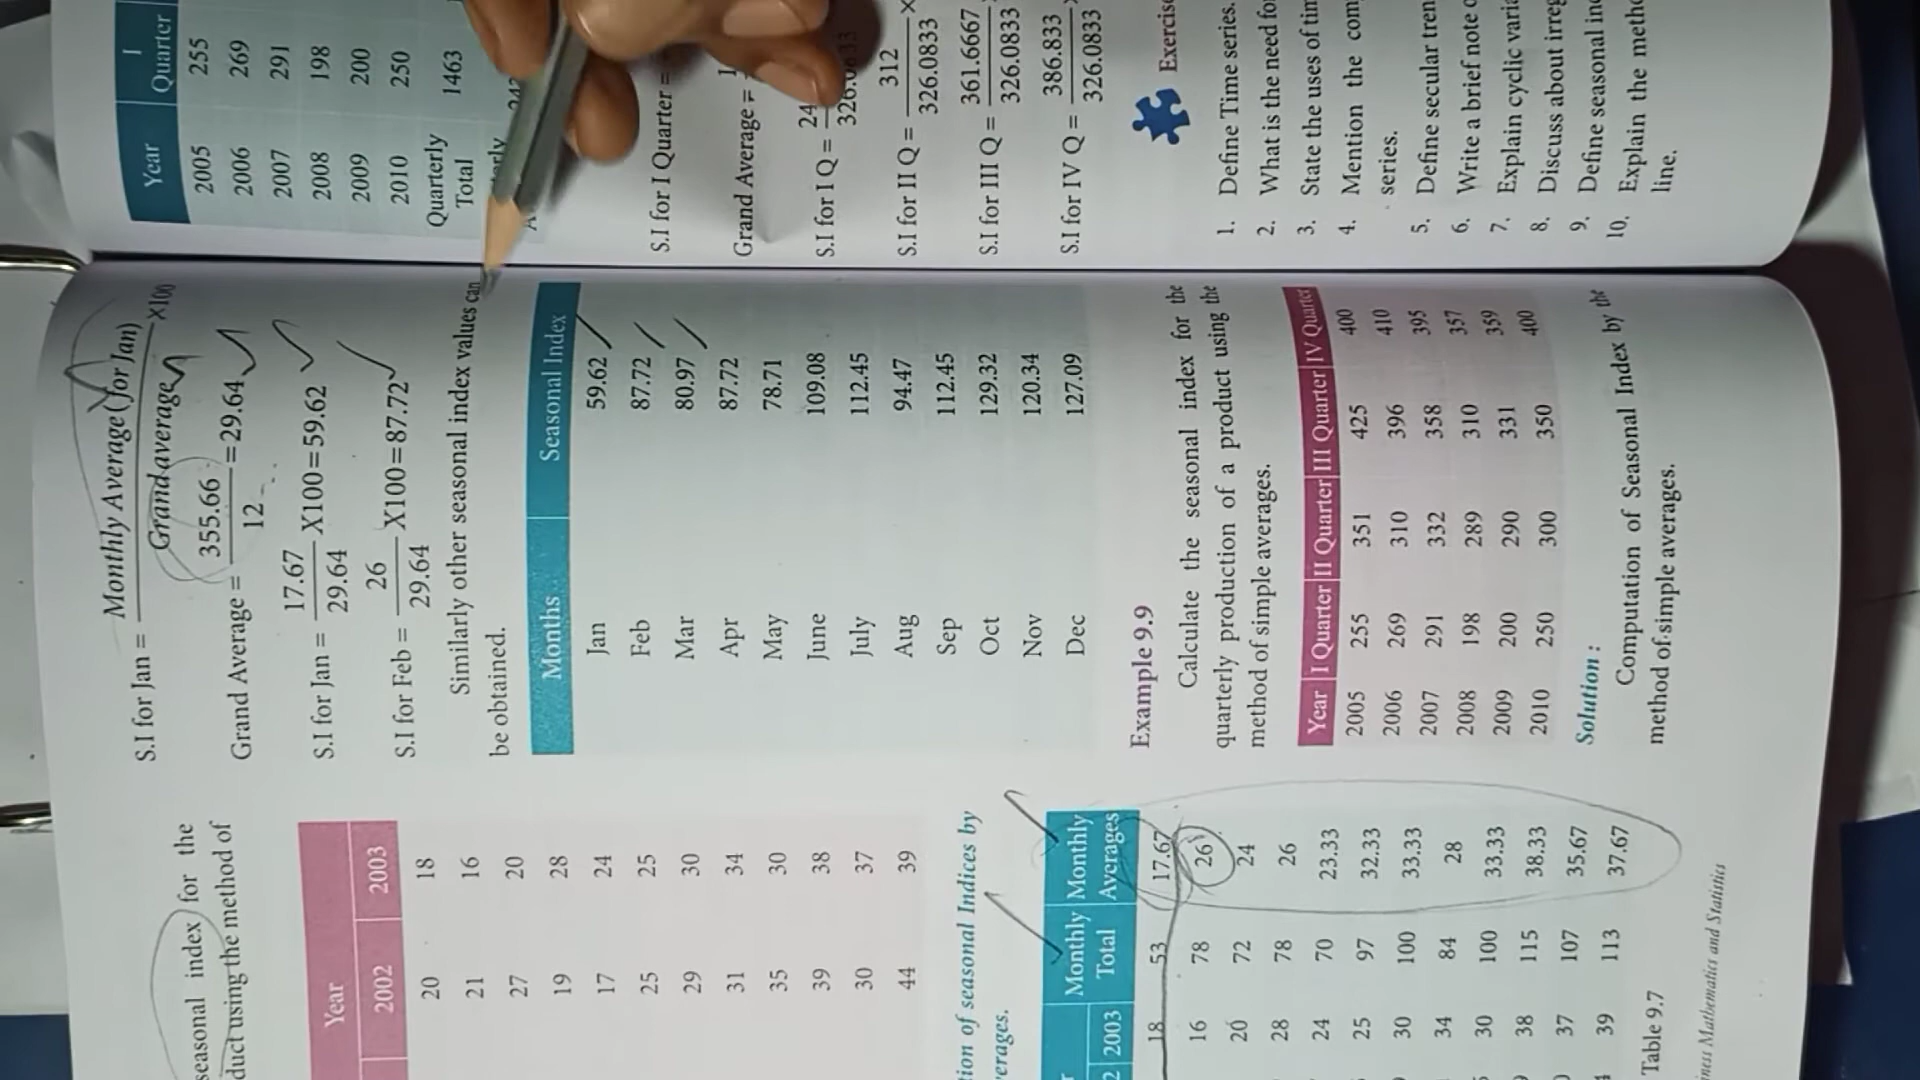 seasonal index for the
duct using the method of
Year
2002 2003
20 18
21 16
27 20
19 28
17 24
25 25
29 30
31 34
35 30
39 38
30 37
44 39
tion of seasonal Indices by
verages.
Monthly Monthly
2003 Total Averages
18 53 17.67
16 78 26
20 72 24
28 78 26
24 70 23.33
25 97 32.33
30 100 33.33
34 84 28
30 100 33.33
38 115 38.33
37 107 35.67
39 113 37.67
Table 9.7
iness Mathematics and Statistics
S.I for Jan = Monthly Average (for Jan) / Grand average ×100
Grand Average = 355.66 / 12 = 29.64
S.I for Jan = 17.67 / 29.64 X100=59.62
S.I for Feb = 26 / 29.64 X100=87.72
Similarly other seasonal index values can
be obtained.
Months Seasonal Index
Jan 59.62
Feb 87.72
Mar 80.97
Apr 87.72
May 78.71
June 109.08
July 112.45
Aug 94.47
Sep 112.45
Oct 129.32
Nov 120.34
Dec 127.09
Example 9.9
Calculate the seasonal index for the
quarterly production of a product using the
method of simple averages.
Year I Quarter II Quarter III Quarter IV Quarter
2005 255 351 425 400
2006 269 310 396 410
2007 291 332 358 395
2008 198 289 310 357
2009 200 290 331 359
2010 250 300 350 400
Solution :
Computation of Seasonal Index by the
method of simple averages.
Year I Quarter
2005 255
2006 269
2007 291
2008 198
2009 200
2010 250
Quarterly Total 1463
S.I for I Quarter =
Grand Average =
S.I for I Q =
S.I for II Q = 312 / 326.0833 ×
S.I for III Q = 361.6667 / 326.0833
S.I for IV Q = 386.833 / 326.0833
Exercise
1. Define Time series.
2. What is the need for
3. State the uses of tim
4. Mention the com
series.
5. Define secular tren
6. Write a brief note o
7. Explain cyclic varia
8. Discuss about irreg
9. Define seasonal ind
10. Explain the metho
line.